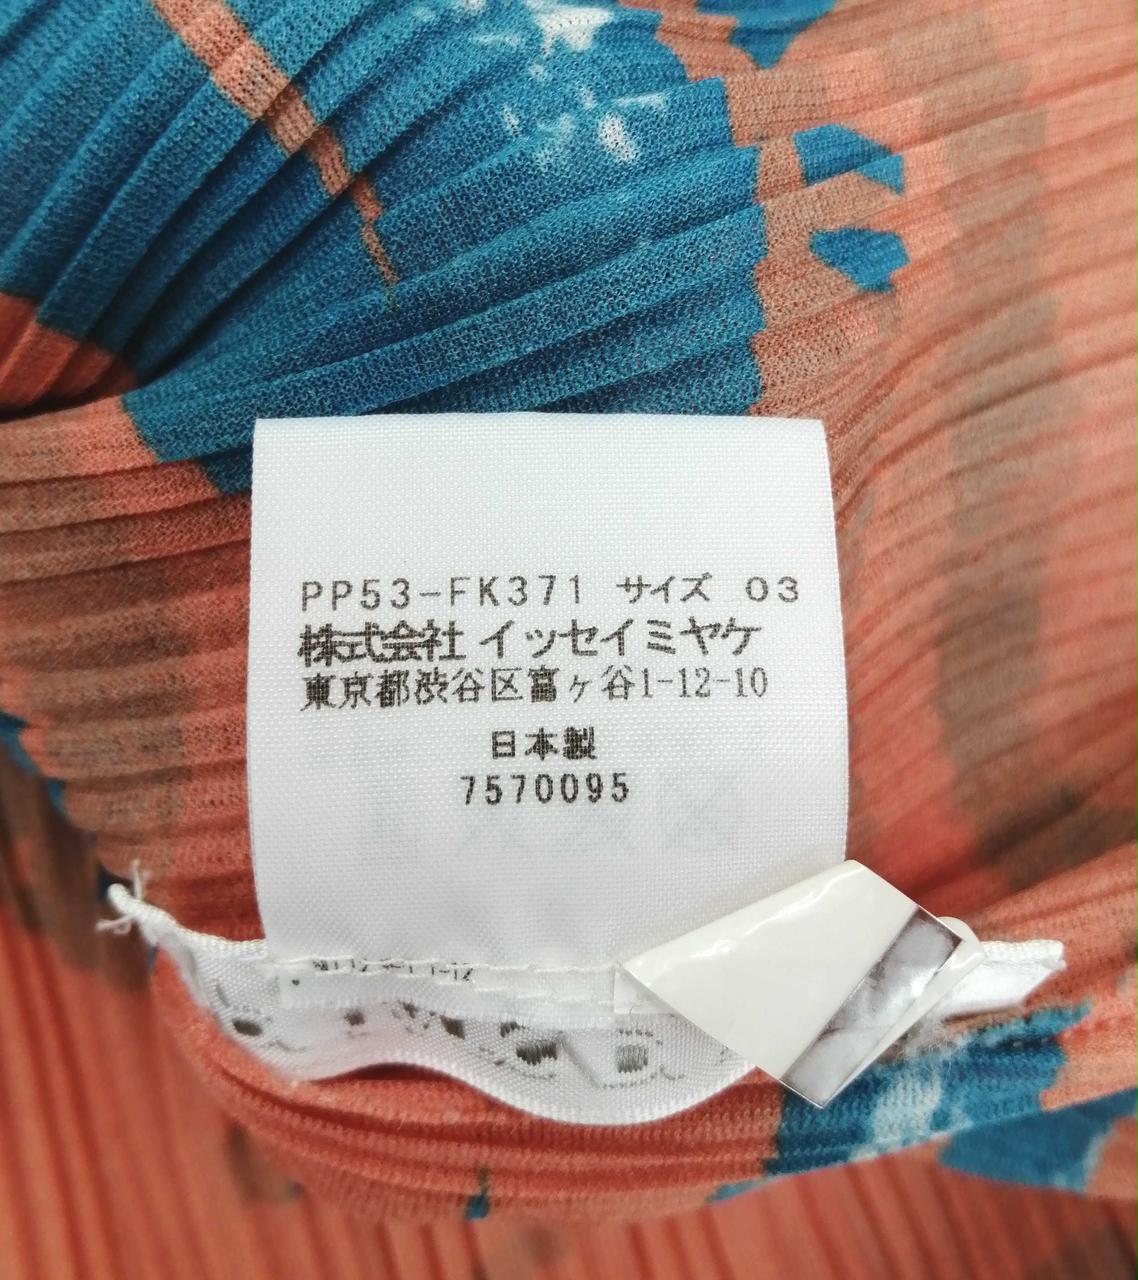 PP53-FK371 サイズ 03
株式会社 イッセイミヤケ
東京都渋谷区富ヶ谷1-12-10
日本製
7570095